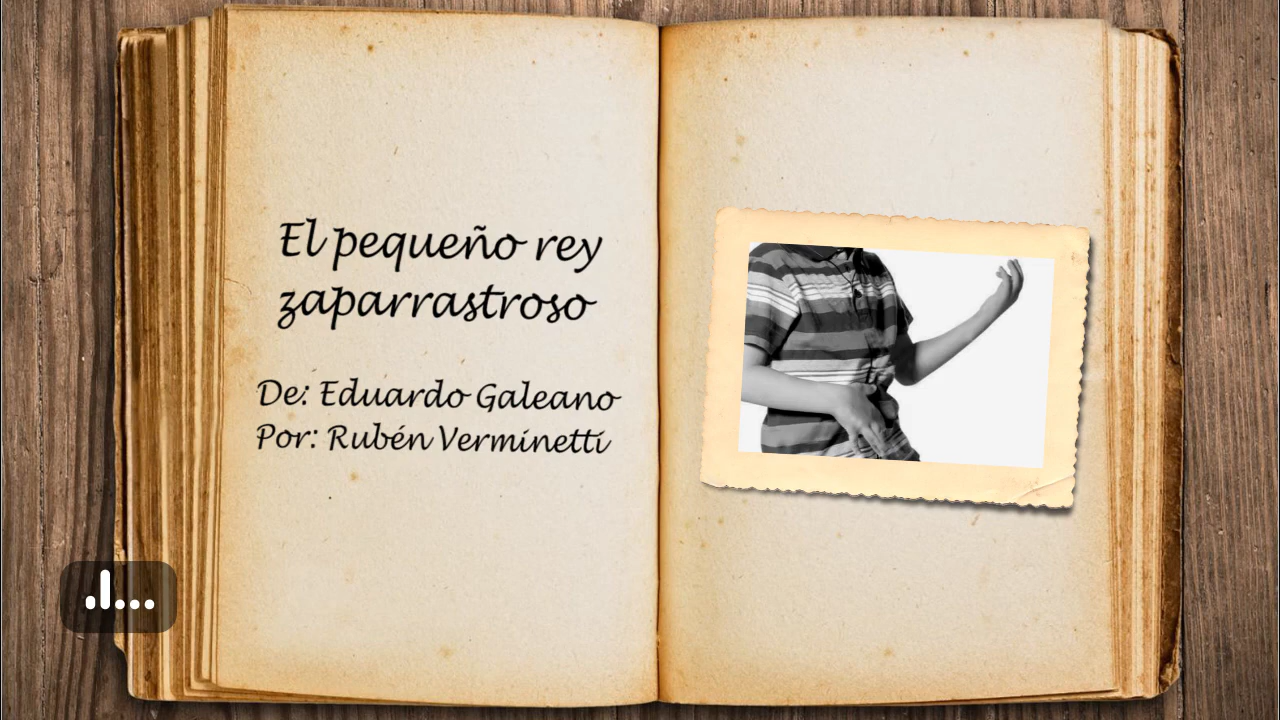 El pequeño rey
zaparrastroso
De: Eduardo Galeano
Por: Rubén Verminetti